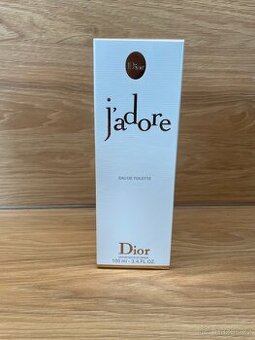 Dior
j'adore
EAU DE TOILETTE
Dior
100 ml - 3.4 FL.OZ.